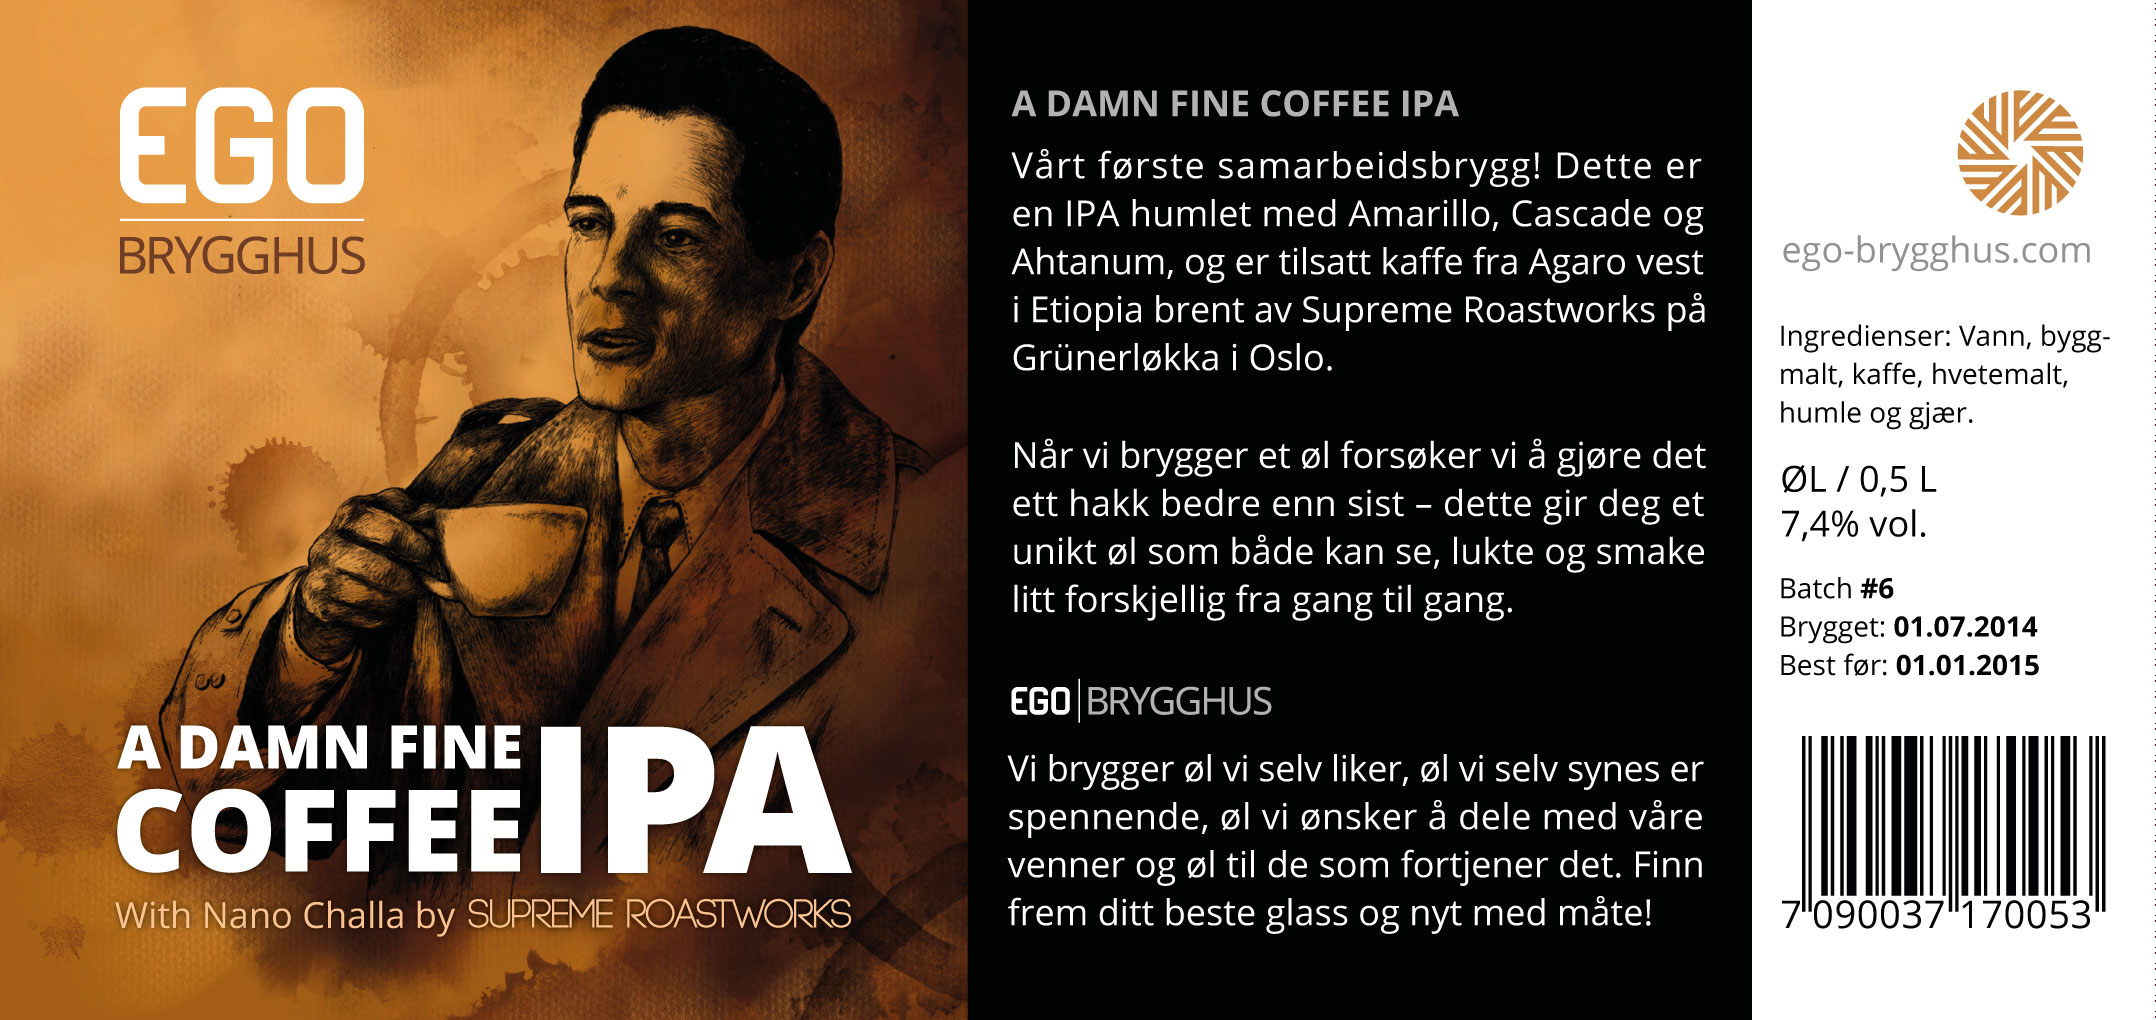 EGO
BRYGGHUS
A DAMN FINE
COFFEE IPA
With Nano Challa by SUPREME ROASTWORKS
A DAMN FINE COFFEE IPA
Vårt første samarbeidsbrygg! Dette er
en IPA humlet med Amarillo, Cascade og
Ahtanum, og er tilsatt kaffe fra Agaro vest
i Etiopia brent av Supreme Roastworks på
Grünerløkka i Oslo.
Når vi brygger et øl forsøker vi å gjøre det
ett hakk bedre enn sist – dette gir deg et
unikt øl som både kan se, lukte og smake
litt forskjellig fra gang til gang.
EGO|BRYGGHUS
Vi brygger øl vi selv liker, øl vi selv synes er
spennende, øl vi ønsker å dele med våre
venner og øl til de som fortjener det. Finn
frem ditt beste glass og nyt med måte!
ego-brygghus.com
Ingredienser: Vann, bygg-
malt, kaffe, hvetemalt,
humle og gjær.
ØL / 0,5 L
7,4% vol.
Batch #6
Brygget: 01.07.2014
Best før: 01.01.2015
7 090037 170053